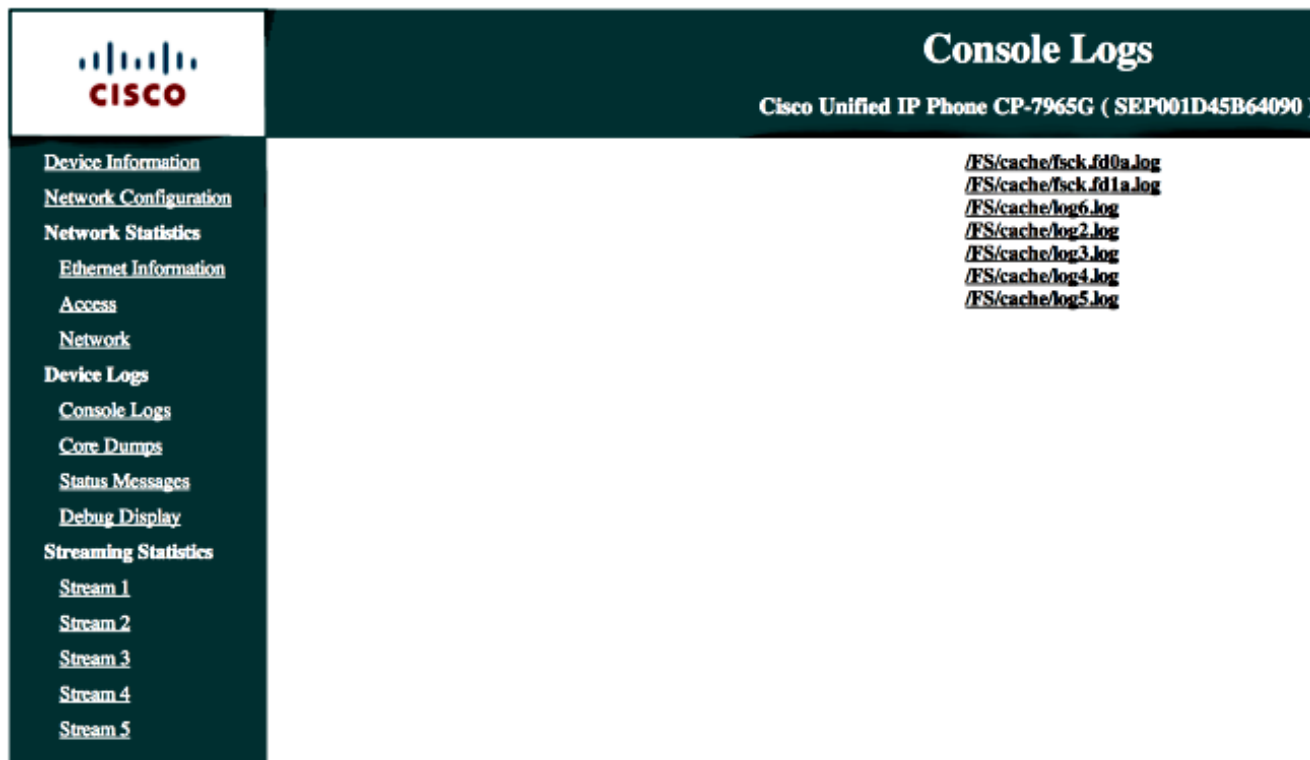 CISCO
Console Logs
Cisco Unified IP Phone CP-7965G ( SEP001D45B64090 )
Device Information
Network Configuration
Network Statistics
Ethernet Information
Access
Network
Device Logs
Console Logs
Core Dumps
Status Messages
Debug Display
Streaming Statistics
Stream 1
Stream 2
Stream 3
Stream 4
Stream 5
/FS/cache/fsck.fd0a.log
/FS/cache/fsck.fd1a.log
/FS/cache/log6.log
/FS/cache/log2.log
/FS/cache/log3.log
/FS/cache/log4.log
/FS/cache/log5.log